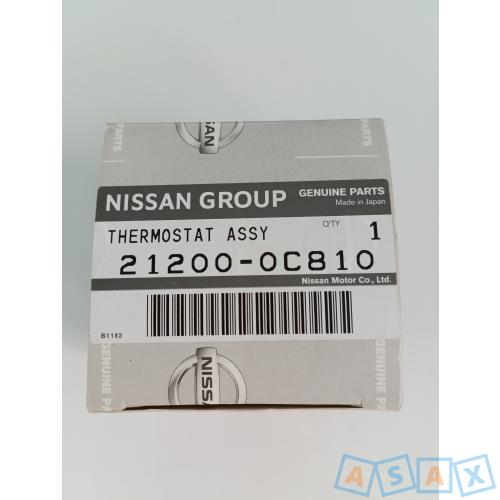 PARTS
NISSAN
NISSAN GROUP
GENUINE PARTS
Made in Japan
THERMOSTAT ASSY
Q'TY
1
21200-0C810
Nissan Motor Co., Ltd.
B1182
NISSAN
GENUINE PARTS
GENUINE PARTS
ASAX